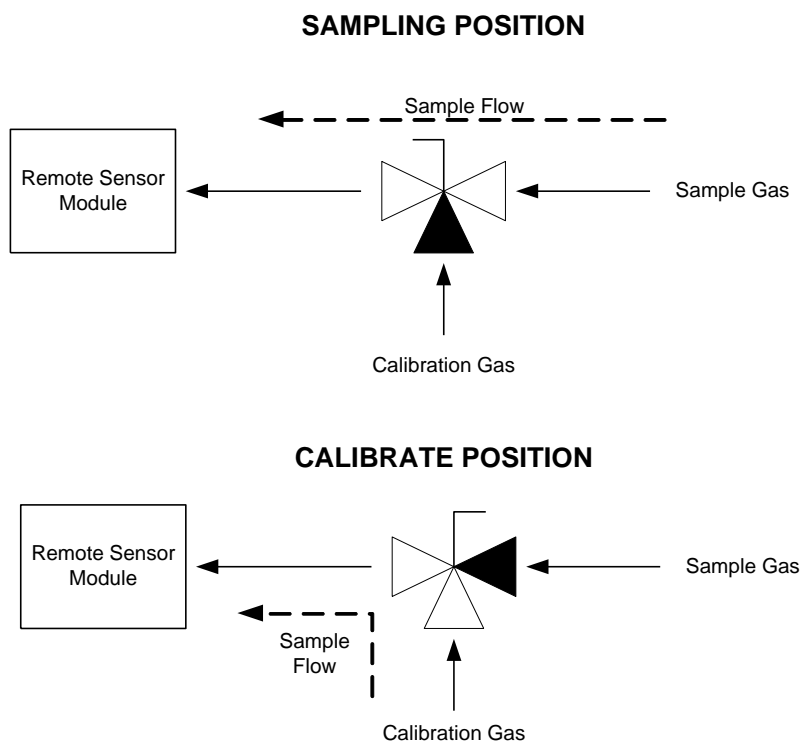 SAMPLING POSITION
Sample Flow
Remote Sensor
Module
Sample Gas
Calibration Gas
CALIBRATE POSITION
Remote Sensor
Module
Sample Gas
Sample
Flow
Calibration Gas